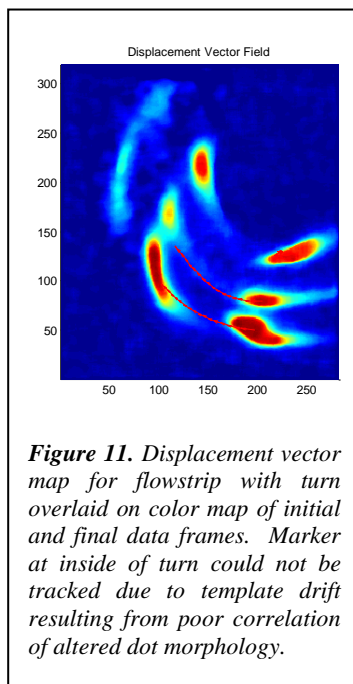 Displacement Vector Field
320
250
200
150
100
50
50 100 150 200 250
Figure 11. Displacement vector
map for flowstrip with turn
overlaid on color map of initial
and final data frames. Marker
at inside of turn could not be
tracked due to template drift
resulting from poor correlation
of altered dot morphology.